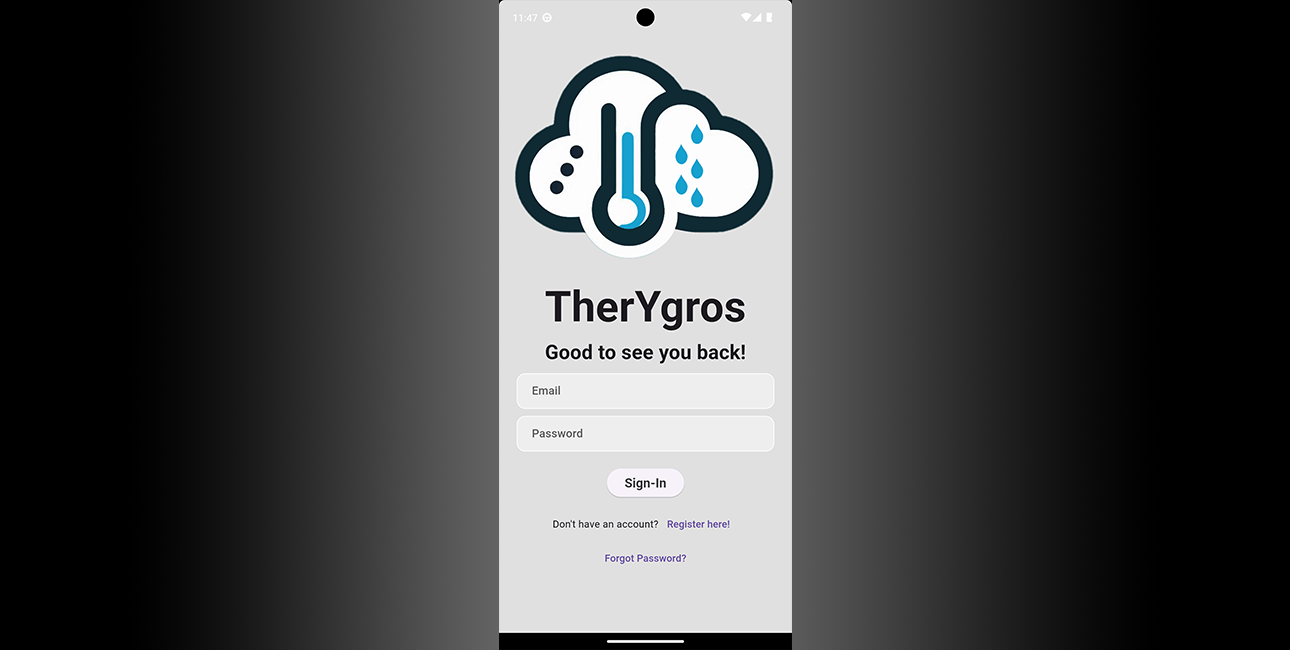 11:47
TherYgros
Good to see you back!
Email
Password
Sign-In
Don't have an account? Register here!
Forgot Password?